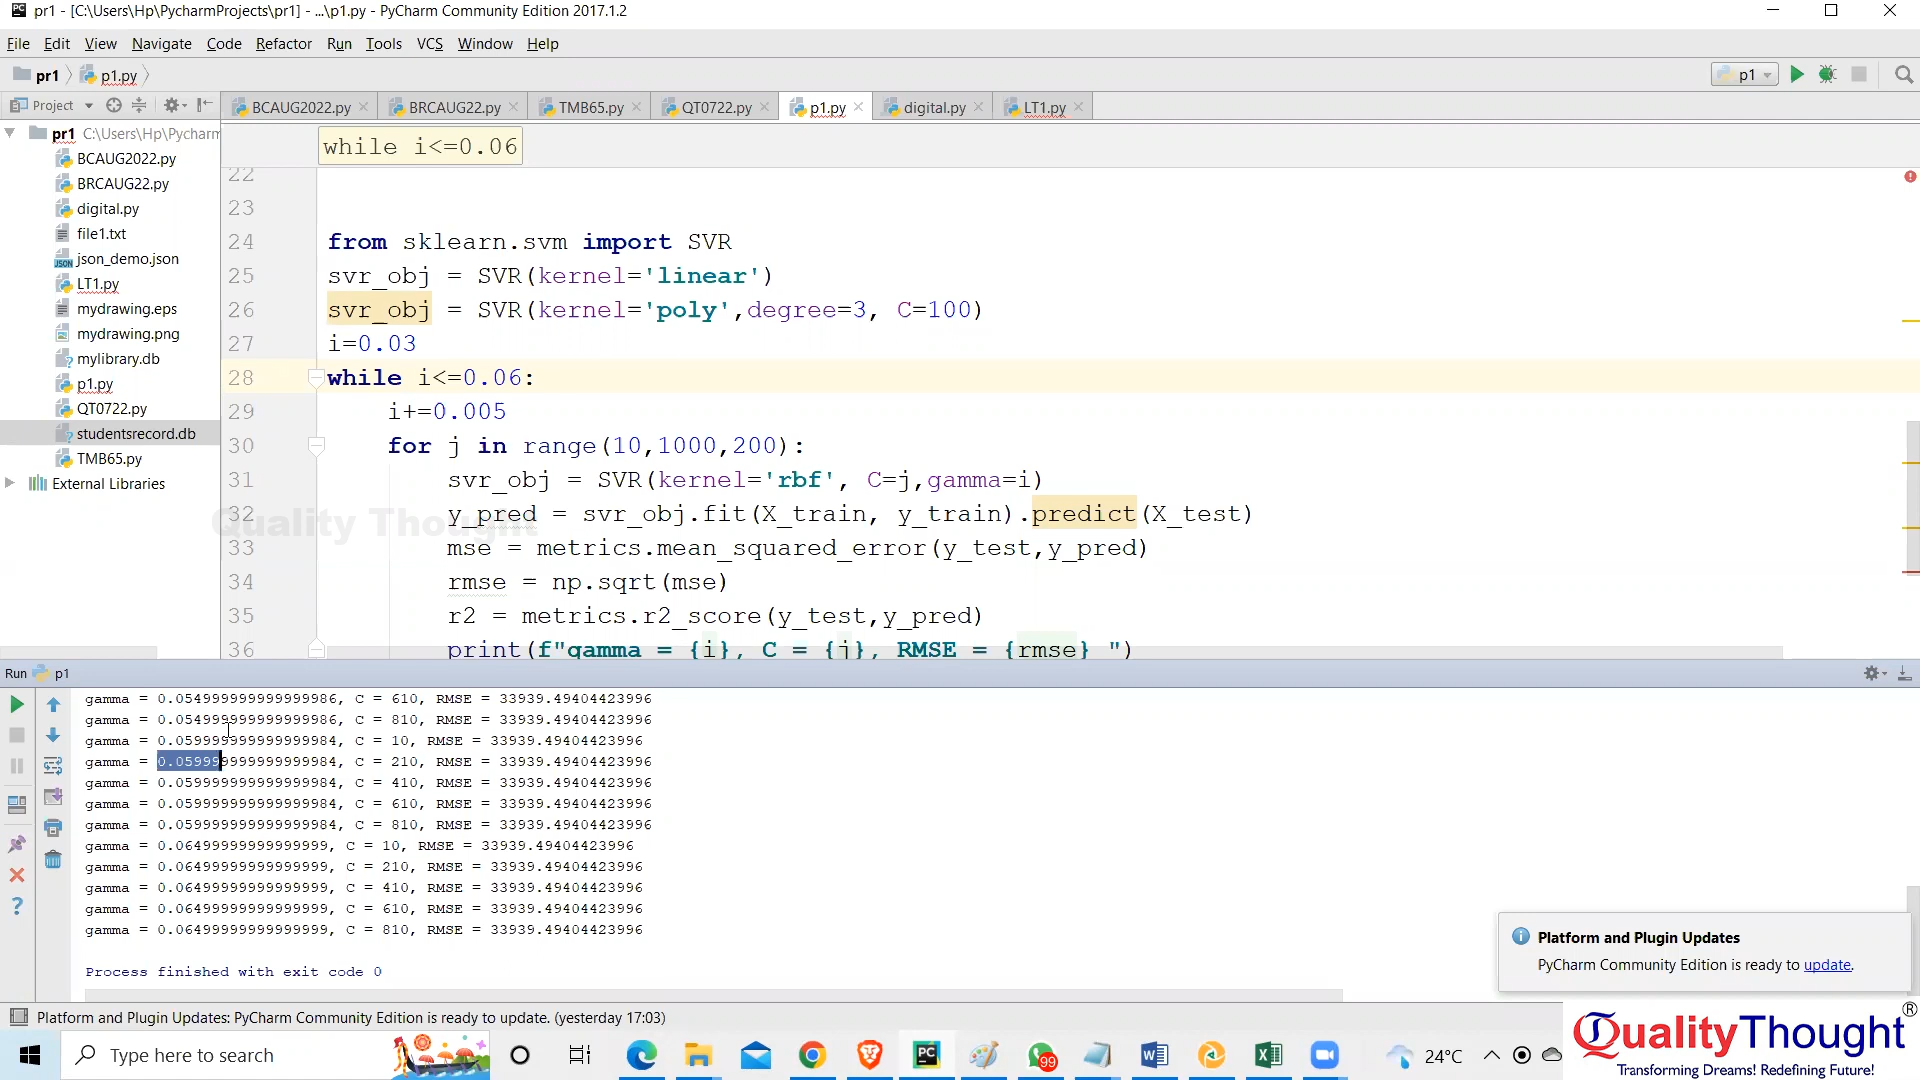 pr1 - [C:\Users\Hp\PycharmProjects\pr1] - ...\p1.py - PyCharm Community Edition 2017.1.2
File Edit View Navigate Code Refactor Run Tools VCS Window Help
pr1 p1.py p1
Project BCAUG2022.py BRCAUG22.py TMB65.py QT0722.py p1.py digital.py LT1.py
pr1 C:\Users\Hp\Pycharm
BCAUG2022.py
BRCAUG22.py
digital.py
file1.txt
json_demo.json
LT1.py
mydrawing.eps
mydrawing.png
mylibrary.db
p1.py
QT0722.py
studentsrecord.db
TMB65.py
External Libraries
while i<=0.06
22
23
24 from sklearn.svm import SVR
25 svr_obj = SVR(kernel='linear')
26 svr_obj = SVR(kernel='poly',degree=3, C=100)
27 i=0.03
28 while i<=0.06:
29 i+=0.005
30 for j in range(10,1000,200):
31 svr_obj = SVR(kernel='rbf', C=j,gamma=i)
32 y_pred = svr_obj.fit(X_train, y_train).predict(X_test)
33 mse = metrics.mean_squared_error(y_test,y_pred)
34 rmse = np.sqrt(mse)
35 r2 = metrics.r2_score(y_test,y_pred)
36 print(f"gamma = {i}, C = {j}, RMSE = {rmse} ")
Quality Thought
Run p1
gamma = 0.054999999999999986, C = 610, RMSE = 33939.49404423996
gamma = 0.054999999999999986, C = 810, RMSE = 33939.49404423996
gamma = 0.059999999999999984, C = 10, RMSE = 33939.49404423996
gamma = 0.059999999999999984, C = 210, RMSE = 33939.49404423996
gamma = 0.059999999999999984, C = 410, RMSE = 33939.49404423996
gamma = 0.059999999999999984, C = 610, RMSE = 33939.49404423996
gamma = 0.059999999999999984, C = 810, RMSE = 33939.49404423996
gamma = 0.06499999999999999, C = 10, RMSE = 33939.49404423996
gamma = 0.06499999999999999, C = 210, RMSE = 33939.49404423996
gamma = 0.06499999999999999, C = 410, RMSE = 33939.49404423996
gamma = 0.06499999999999999, C = 610, RMSE = 33939.49404423996
gamma = 0.06499999999999999, C = 810, RMSE = 33939.49404423996
Process finished with exit code 0
Platform and Plugin Updates
PyCharm Community Edition is ready to update.
Platform and Plugin Updates: PyCharm Community Edition is ready to update. (yesterday 17:03)
Type here to search
99
24°C
QualityThought®
Transforming Dreams! Redefining Future!